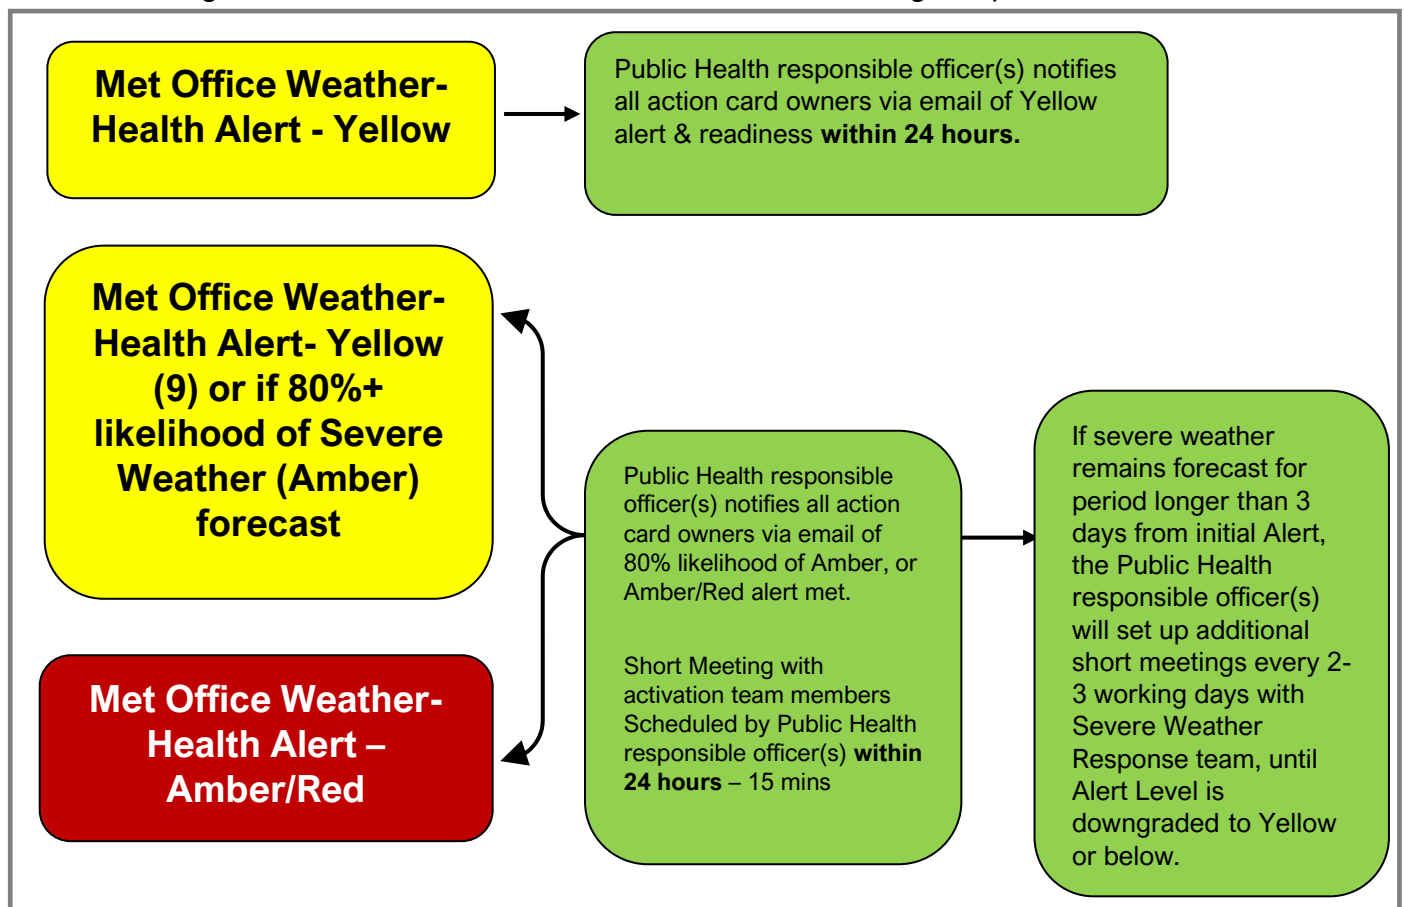 Met Office Weather-
Health Alert - Yellow
Public Health responsible officer(s) notifies
all action card owners via email of Yellow
alert & readiness within 24 hours.
Met Office Weather-
Health Alert- Yellow
(9) or if 80%+
likelihood of Severe
Weather (Amber)
forecast
Public Health responsible
officer(s) notifies all action
card owners via email of
80% likelihood of Amber, or
Amber/Red alert met.
Short Meeting with
activation team members
Scheduled by Public Health
responsible officer(s) within
24 hours – 15 mins
If severe weather
remains forecast for
period longer than 3
days from initial Alert,
the Public Health
responsible officer(s)
will set up additional
short meetings every 2-
3 working days with
Severe Weather
Response team, until
Alert Level is
downgraded to Yellow
or below.
Met Office Weather-
Health Alert –
Amber/Red